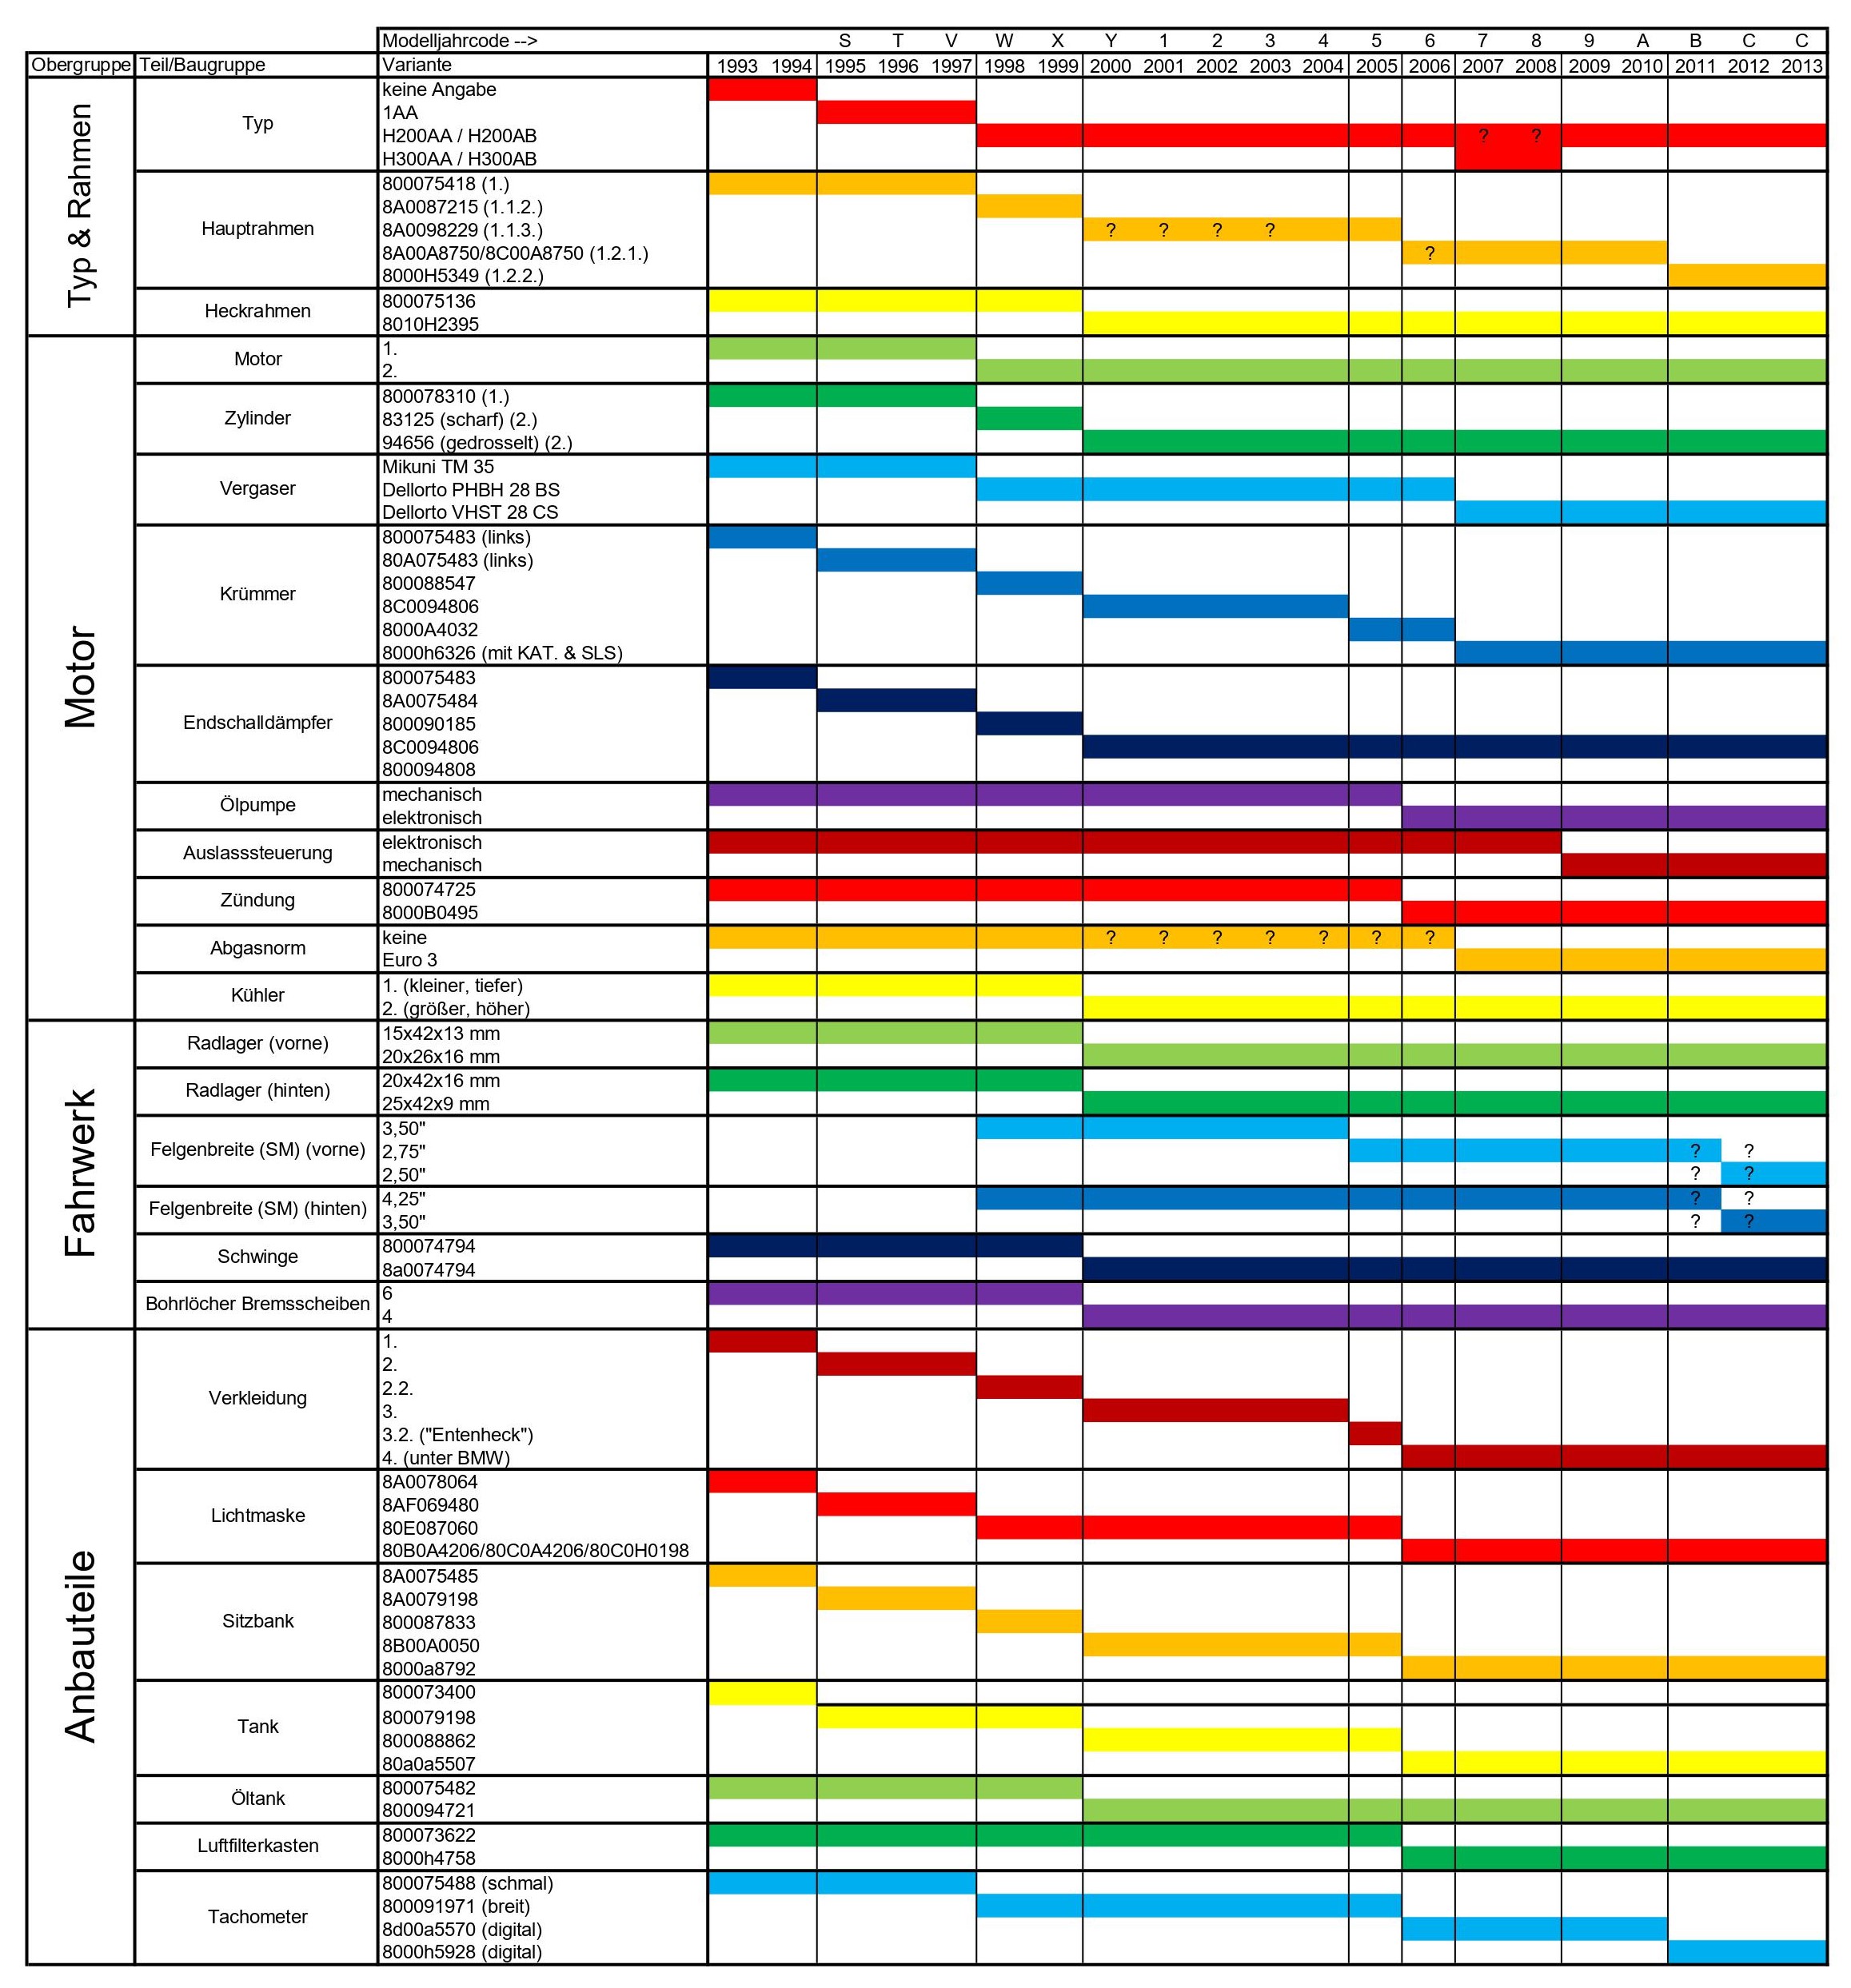 Modelljahrcode --> S T V W X Y 1 2 3 4 5 6 7 8 9 A B C C
Obergruppe Teil/Baugruppe Variante 1993 1994 1995 1996 1997 1998 1999 2000 2001 2002 2003 2004 2005 2006 2007 2008 2009 2010 2011 2012 2013
Typ & Rahmen
Typ
keine Angabe
1AA
H200AA / H200AB ? ?
H300AA / H300AB
Hauptrahmen
800075418 (1.)
8A0087215 (1.1.2.)
8A0098229 (1.1.3.) ? ? ? ?
8A00A8750/8C00A8750 (1.2.1.) ?
8000H5349 (1.2.2.)
Heckrahmen
800075136
8010H2395
Motor
Motor
1.
2.
Zylinder
800078310 (1.)
83125 (scharf) (2.)
94656 (gedrosselt) (2.)
Vergaser
Mikuni TM 35
Dellorto PHBH 28 BS
Dellorto VHST 28 CS
Krümmer
800075483 (links)
80A075483 (links)
800088547
8C0094806
8000A4032
8000h6326 (mit KAT. & SLS)
Endschalldämpfer
800075483
8A0075484
800090185
8C0094806
800094808
Ölpumpe
mechanisch
elektronisch
Auslasssteuerung
elektronisch
mechanisch
Zündung
800074725
8000B0495
Abgasnorm
keine ? ? ? ? ? ? ?
Euro 3
Kühler
1. (kleiner, tiefer)
2. (größer, höher)
Fahrwerk
Radlager (vorne)
15x42x13 mm
20x26x16 mm
Radlager (hinten)
20x42x16 mm
25x42x9 mm
Felgenbreite (SM) (vorne)
3,50"
2,75" ? ?
2,50" ? ?
Felgenbreite (SM) (hinten)
4,25" ? ?
3,50" ? ?
Schwinge
800074794
8a0074794
Bohrlöcher Bremsscheiben
6
4
Anbauteile
Verkleidung
1.
2.
2.2.
3.
3.2. ("Entenheck")
4. (unter BMW)
Lichtmaske
8A0078064
8AF069480
80E087060
80B0A4206/80C0A4206/80C0H0198
Sitzbank
8A0075485
8A0079198
800087833
8B00A0050
8000a8792
Tank
800073400
800079198
800088862
80a0a5507
Öltank
800075482
800094721
Luftfilterkasten
800073622
8000h4758
Tachometer
800075488 (schmal)
800091971 (breit)
8d00a5570 (digital)
8000h5928 (digital)